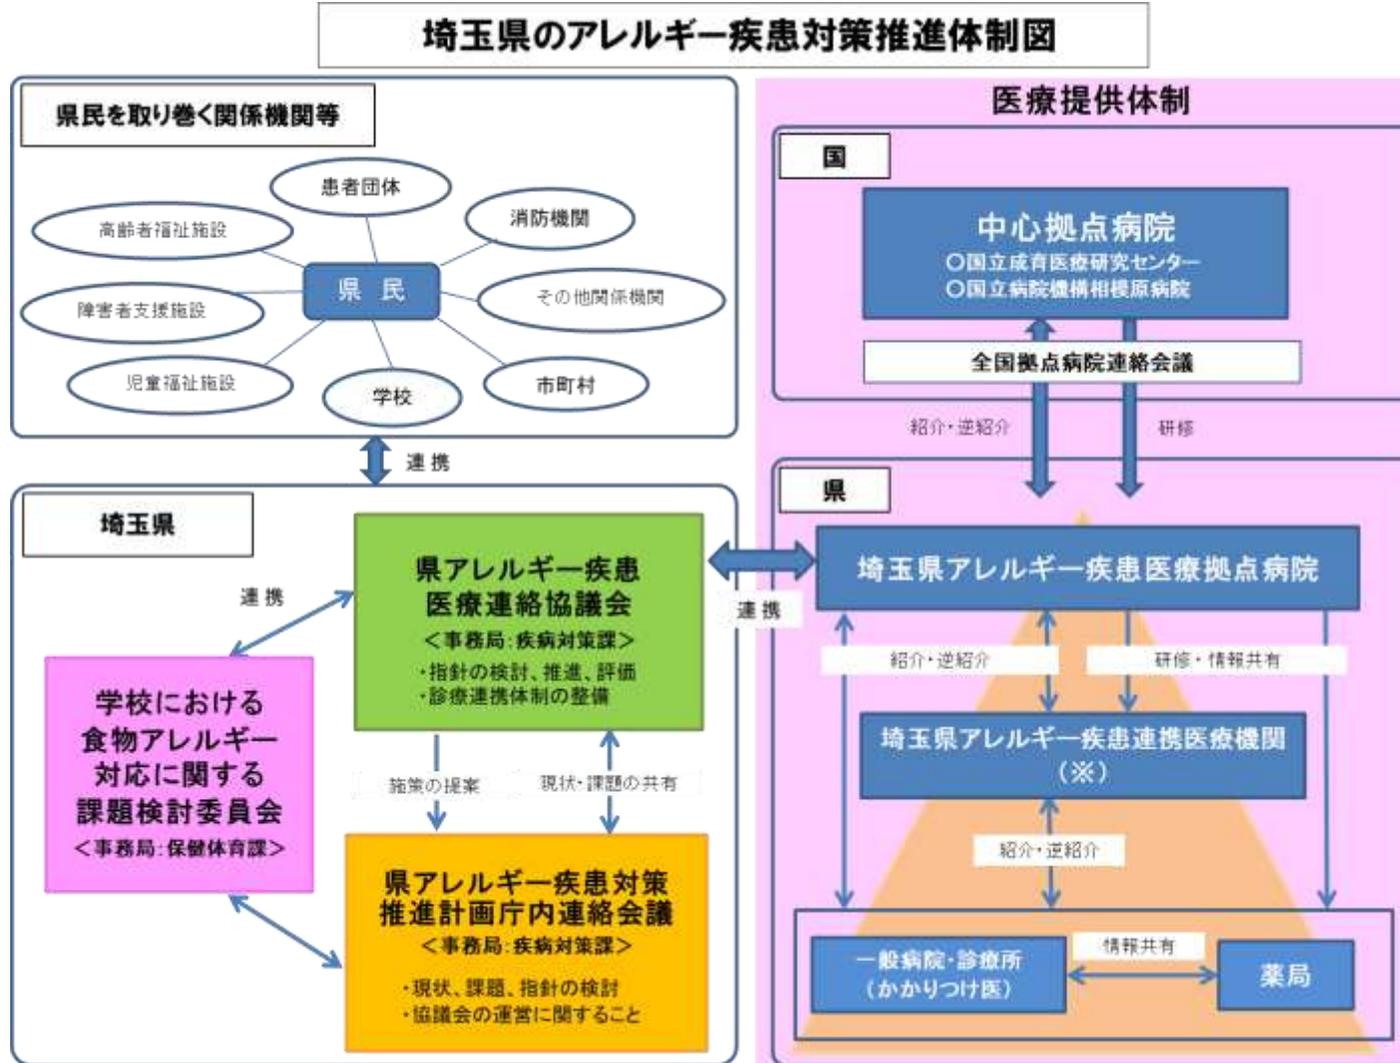 埼玉県のアレルギー疾患対策推進体制図
県民を取り巻く関係機関等
患者団体
消防機関
高齢者福祉施設
県 民
その他関係機関
障害者支援施設
児童福祉施設
学校
市町村
連 携
埼玉県
県アレルギー疾患
医療連絡協議会
＜事務局：疾病対策課＞
・指針の検討、推進、評価
・診療連携体制の整備
連 携
連 携
学校における
食物アレルギー
対応に関する
課題検討委員会
＜事務局：保健体育課＞
施策の提案
現状・課題の共有
県アレルギー疾患対策
推進計画庁内連絡会議
＜事務局：疾病対策課＞
・現状、課題、指針の検討
・協議会の運営に関すること
医療提供体制
国
中心拠点病院
〇国立成育医療研究センター
〇国立病院機構相模原病院
全国拠点病院連絡会議
紹介・逆紹介
研修
県
埼玉県アレルギー疾患医療拠点病院
紹介・逆紹介
研修・情報共有
埼玉県アレルギー疾患連携医療機関
（※）
紹介・逆紹介
一般病院・診療所
（かかりつけ医）
情報共有
薬局